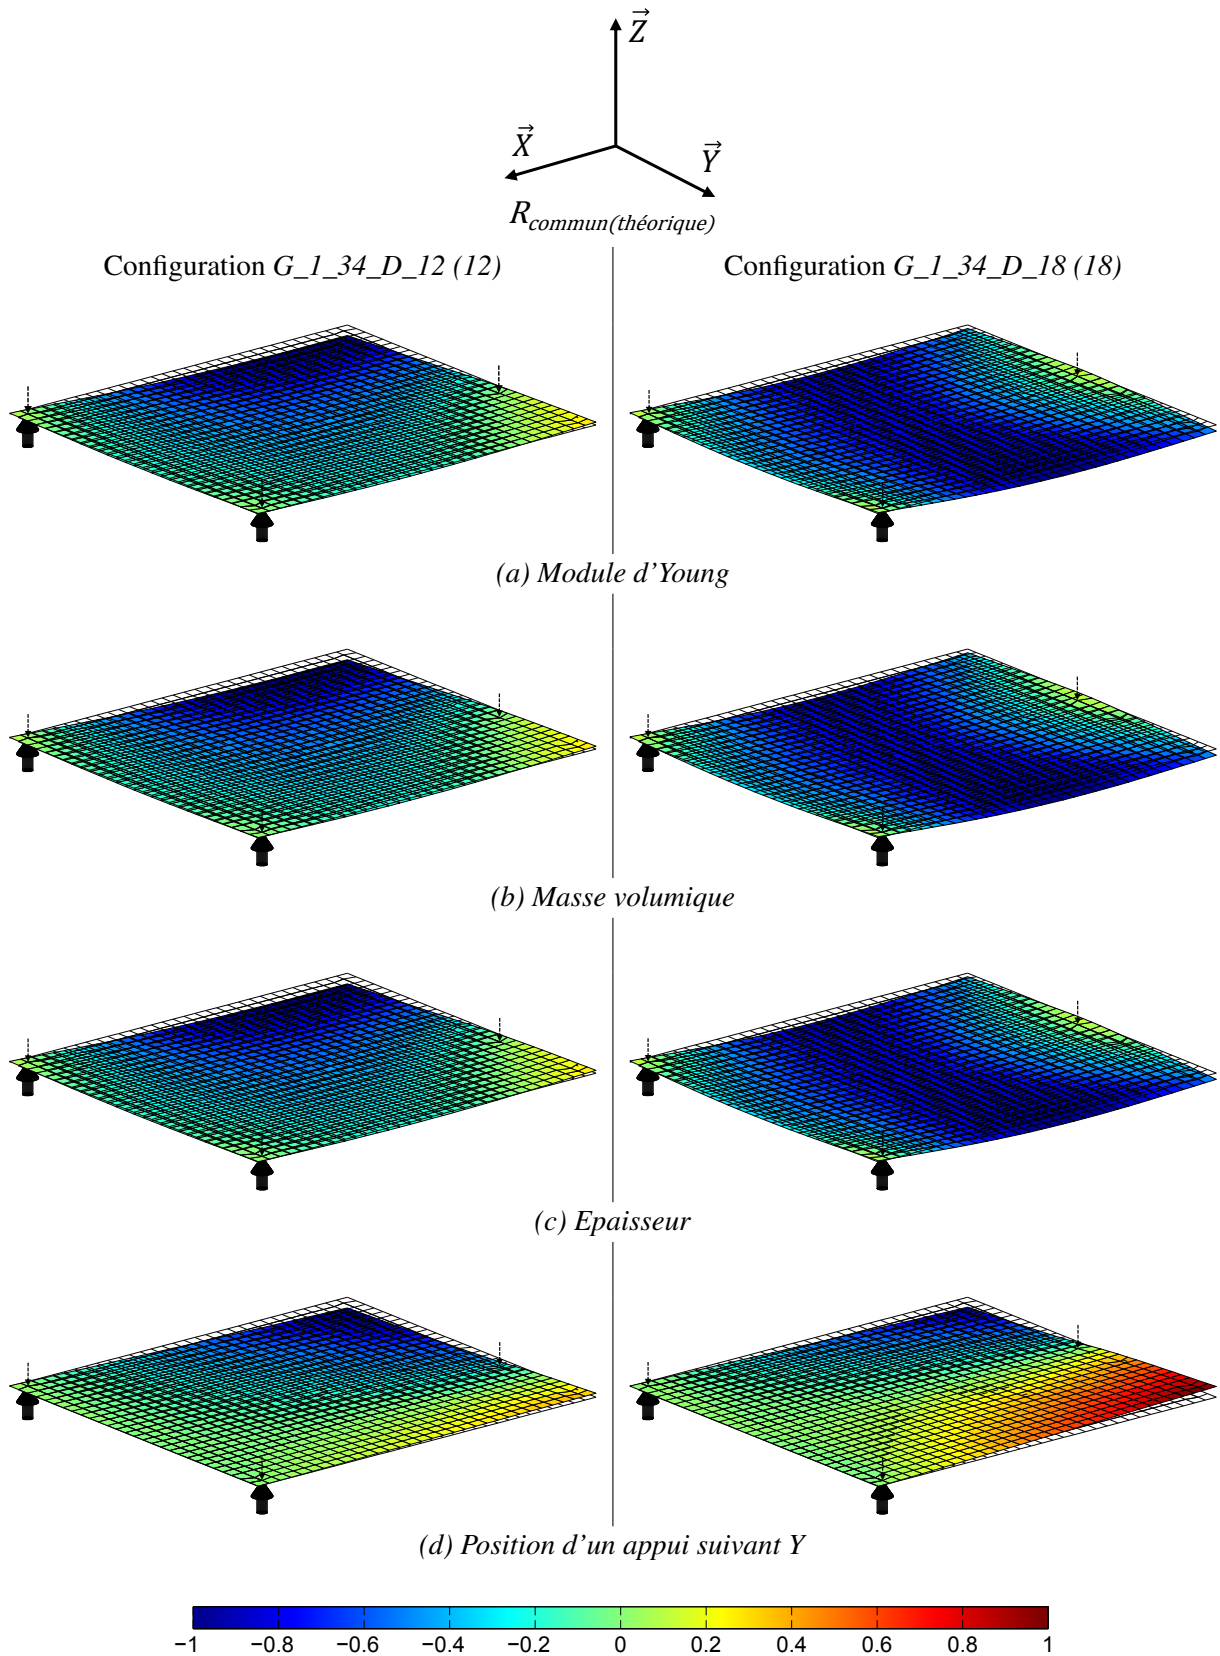 Z
X
Y
R commun(théorique)
Configuration G_1_34_D_12 (12)
Configuration G_1_34_D_18 (18)
(a) Module d'Young
(b) Masse volumique
(c) Epaisseur
(d) Position d'un appui suivant Y
−1 −0.8 −0.6 −0.4 −0.2 0 0.2 0.4 0.6 0.8 1